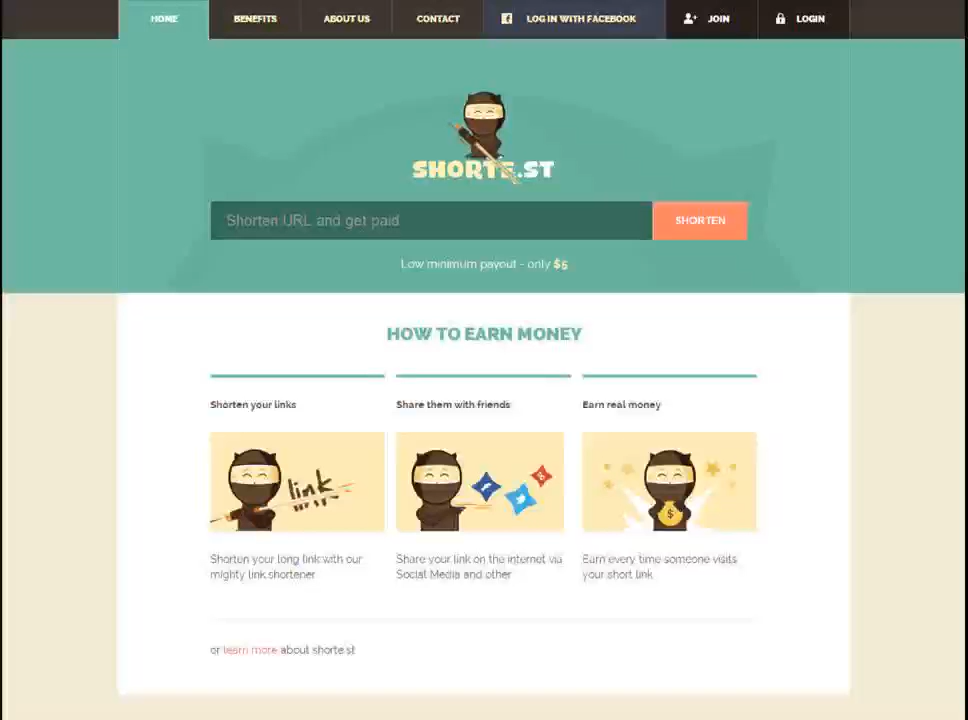 HOME BENEFITS ABOUT US CONTACT LOG IN WITH FACEBOOK JOIN LOGIN
SHORTE.ST
Shorten URL and get paid SHORTEN
Low minimum payout - only $5
HOW TO EARN MONEY
Shorten your links Share them with friends Earn real money
link
$
Shorten your long link with our Share your link on the internet via Earn every time someone visits
mighty link shortener Social Media and other your short link
or learn more about shorte.st